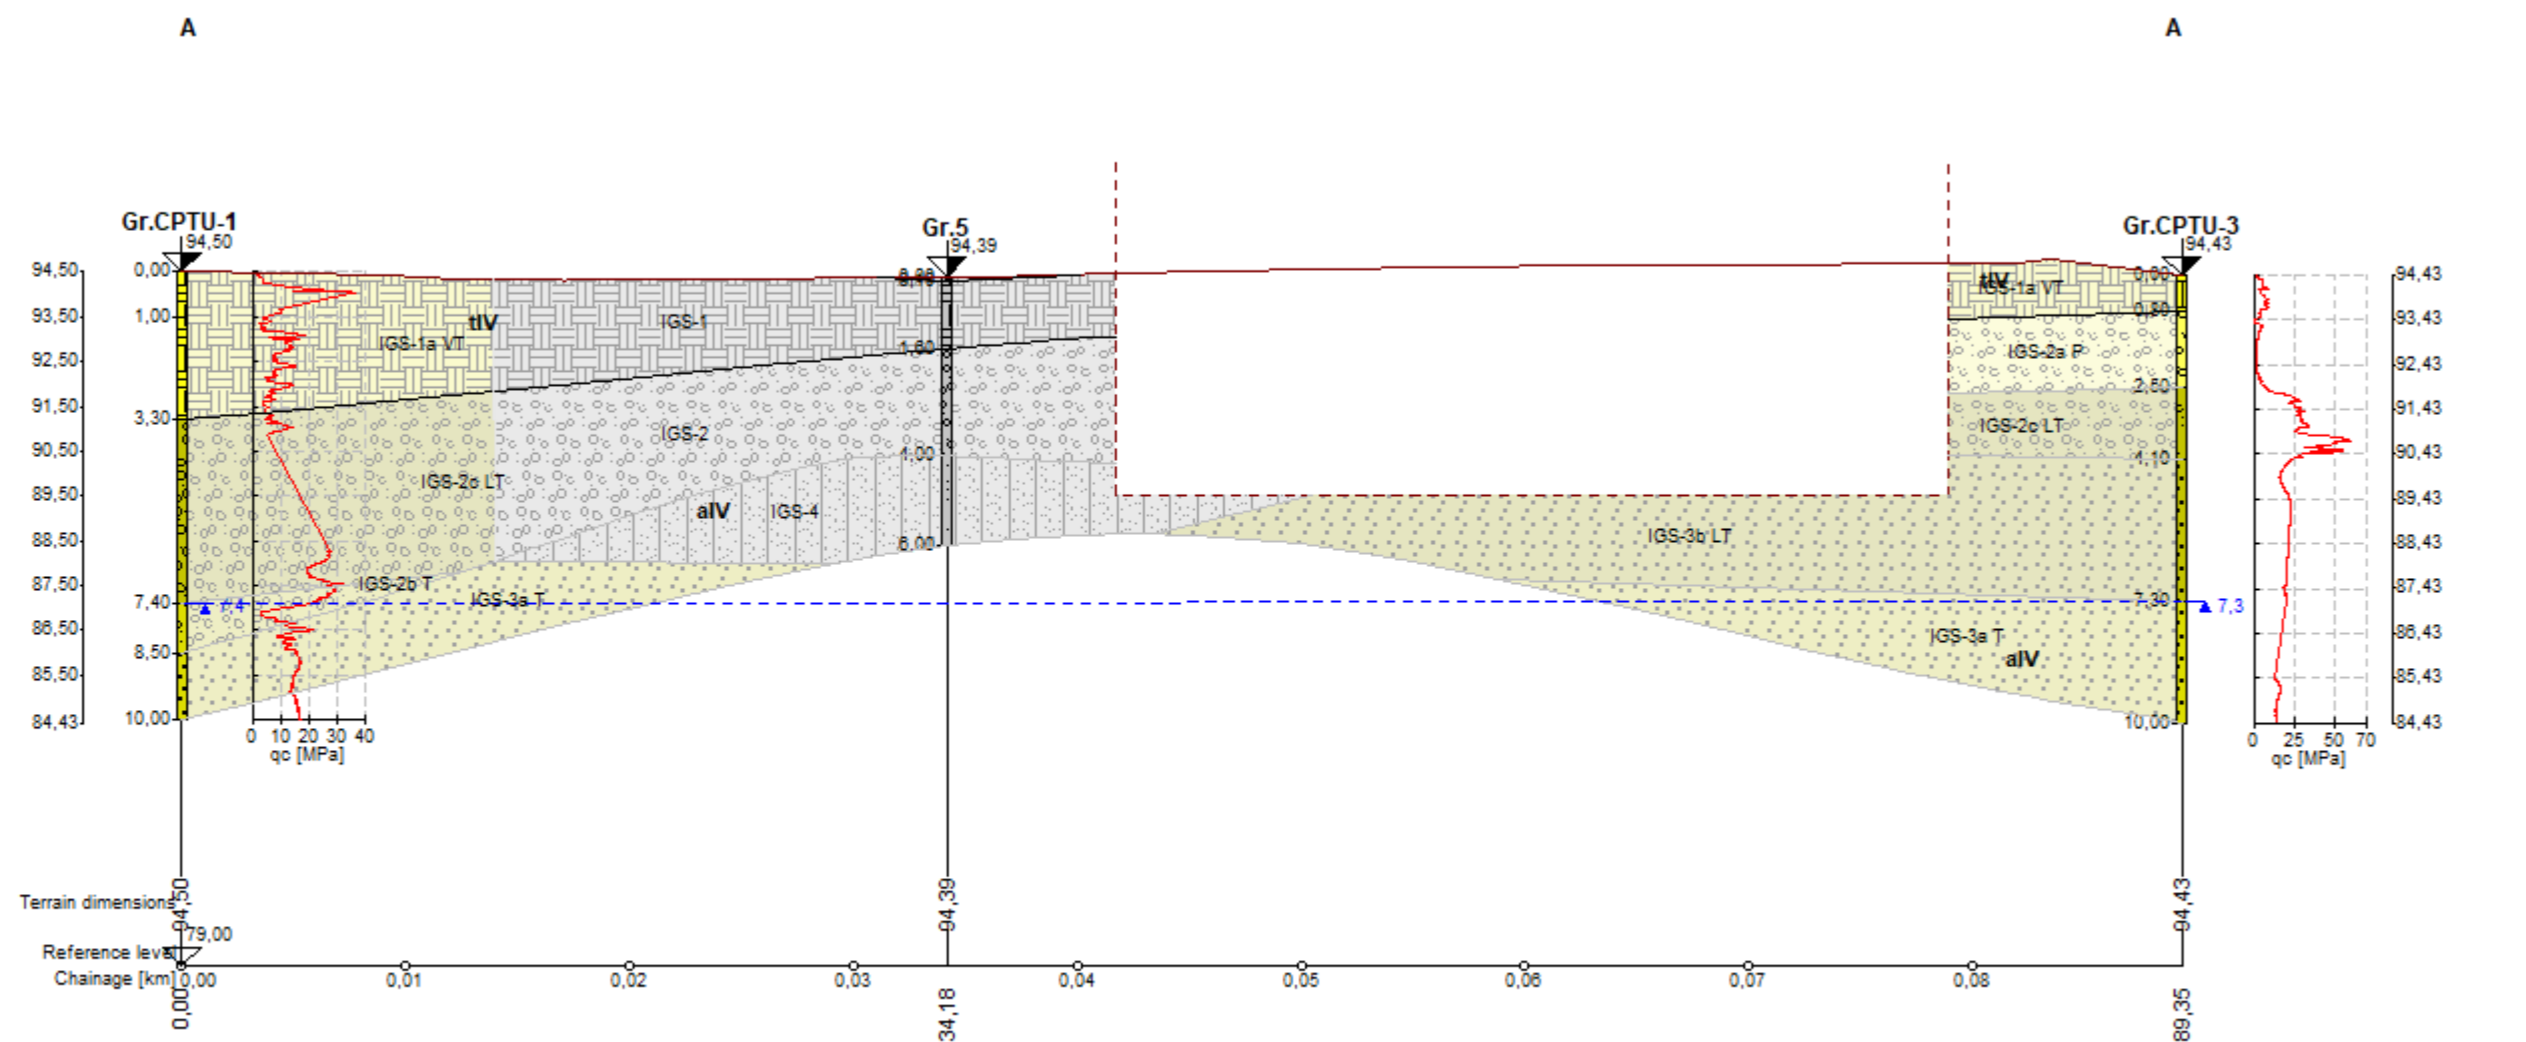 A
A
Gr.CPTU-1
94,50
Gr.5
94,39
Gr.CPTU-3
94,43
94,50
93,50
92,50
91,50
90,50
89,50
88,50
87,50
86,50
85,50
84,43
0,00
1,00
3,30
7,40
8,50
10,00
IGS-1a VT
tIV
IGS-1
IGS-2c LT
IGS-2
aIV
IGS-4
IGS-2b T
IGS-3a T
7,4
1,60
4,00
6,00
0 10 20 30 40
qc [MPa]
tIV
IGS-1a VT
IGS-2a P
IGS-2c LT
IGS-3b LT
IGS-3a T
aIV
0,00
0,80
2,50
4,10
7,30
10,00
7,3
0 25 50 70
qc [MPa]
94,43
93,43
92,43
91,43
90,43
89,43
88,43
87,43
86,43
85,43
84,43
Terrain dimensions
94,50
94,39
94,43
79,00
Reference level
Chainage [km]
0,00 0,01 0,02 0,03 0,04 0,05 0,06 0,07 0,08
0,00
34,18
89,35